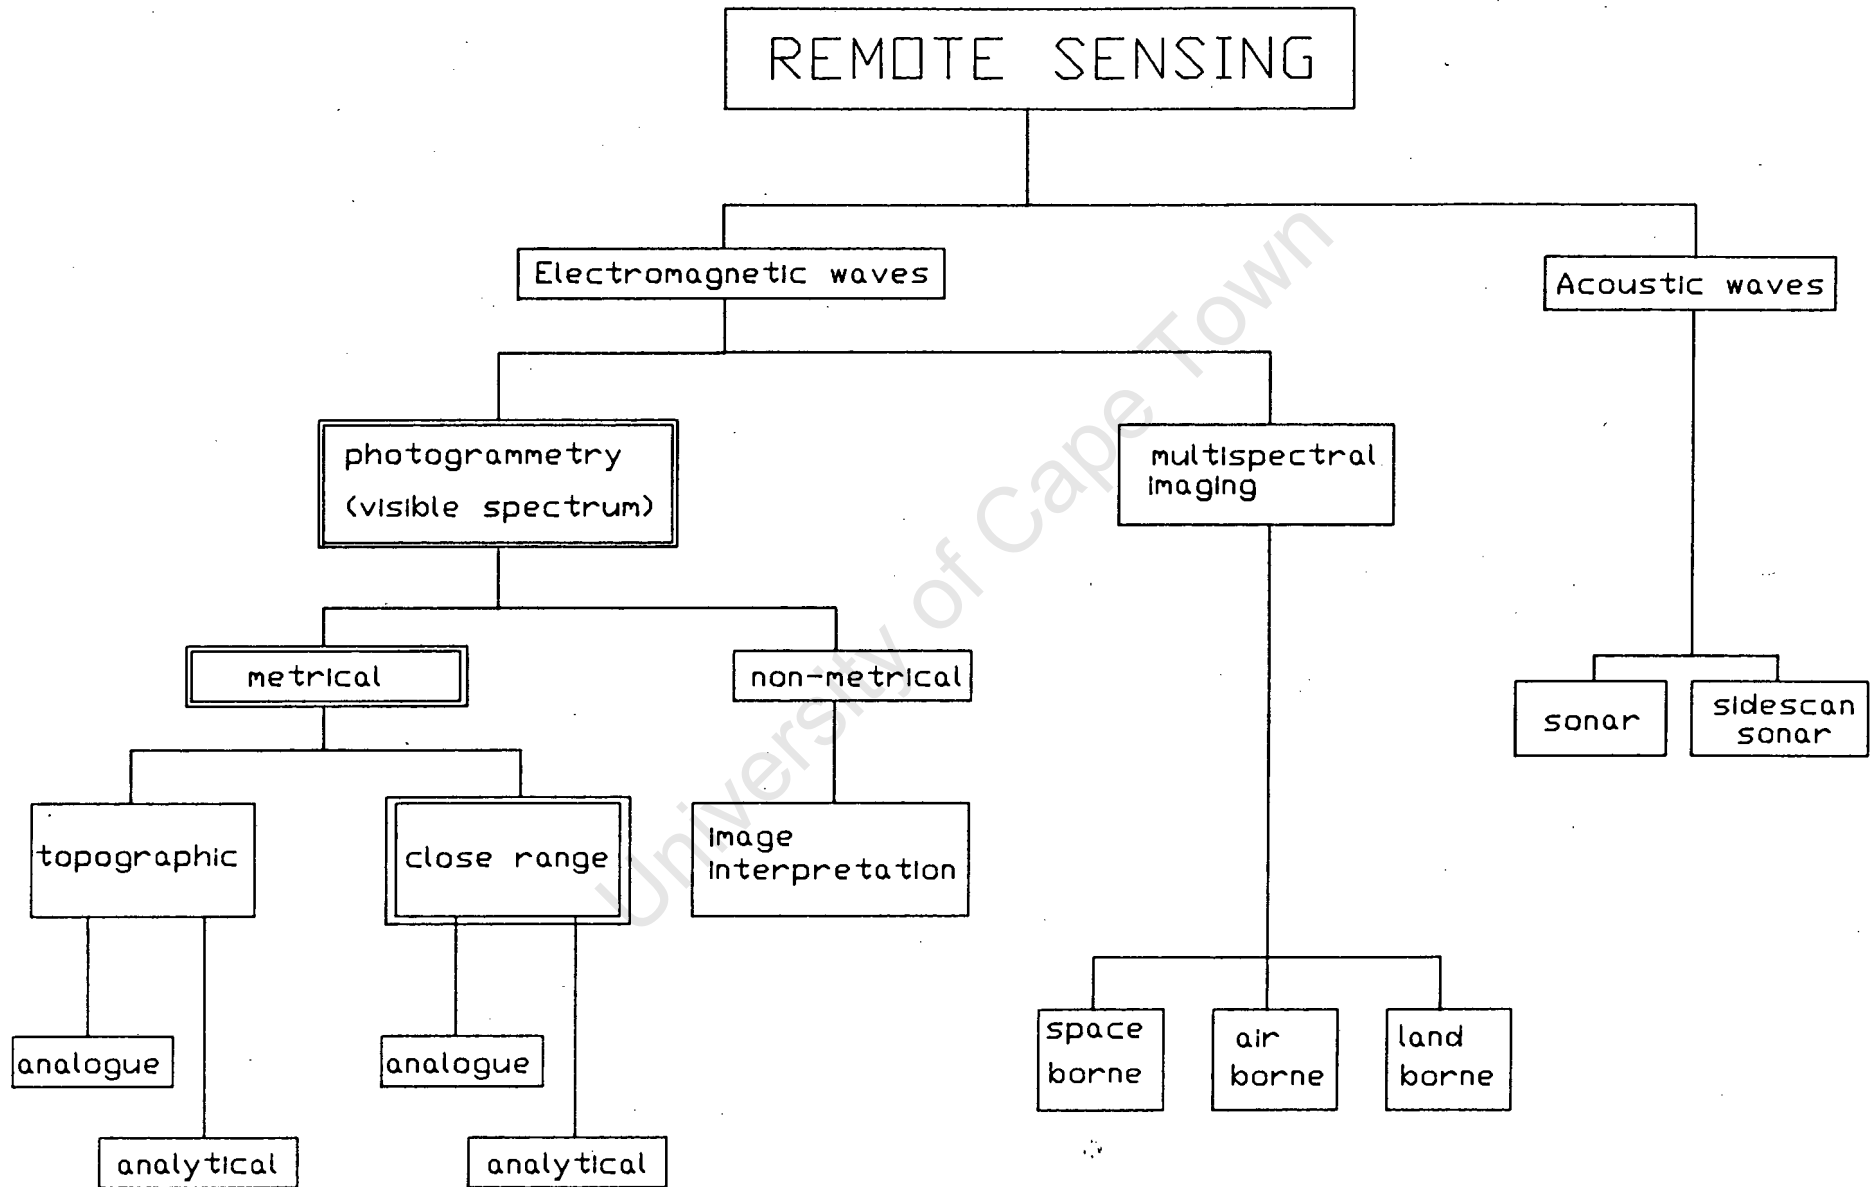 REMOTE SENSING
Electromagnetic waves
Acoustic waves
photogrammetry
(visible spectrum)
multispectral
imaging
metrical
non-metrical
sonar
sidescan
sonar
topographic
close range
image
interpretation
space
borne
air
borne
land
borne
analogue
analogue
analytical
analytical
University of Cape Town